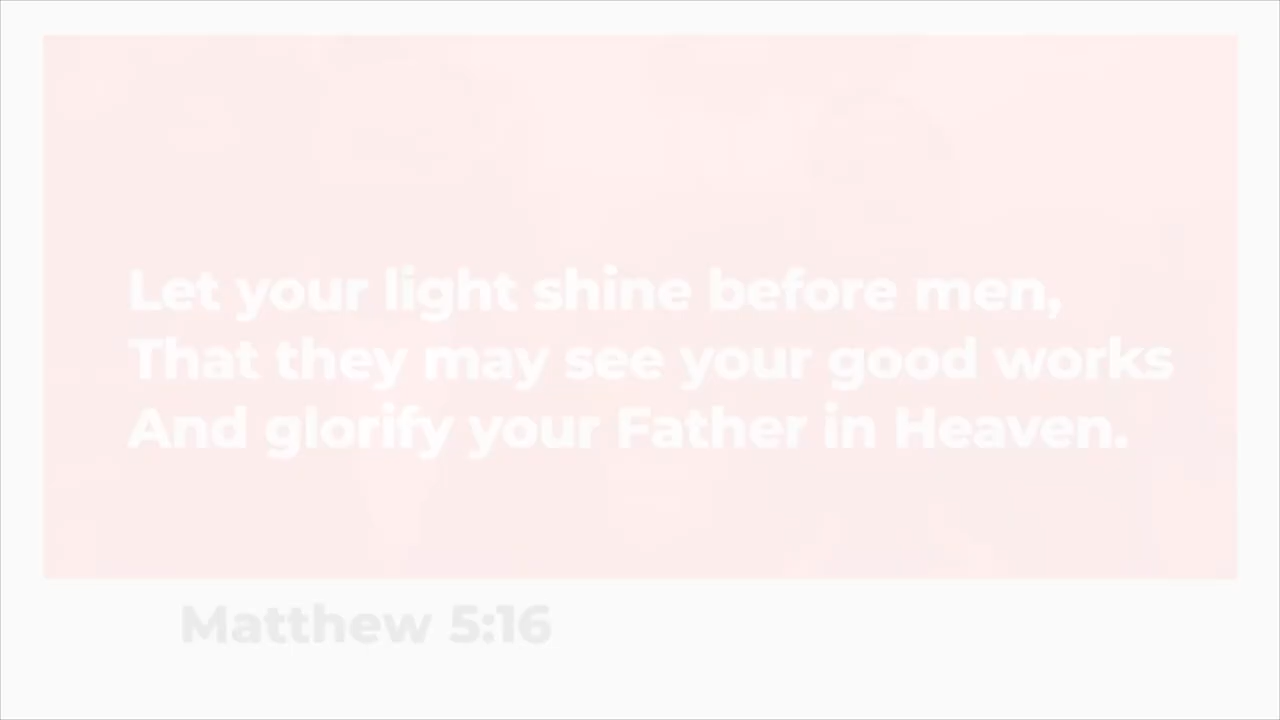 Let your light shine before men,
That they may see your good works
And glorify your Father in Heaven.
Matthew 5:16